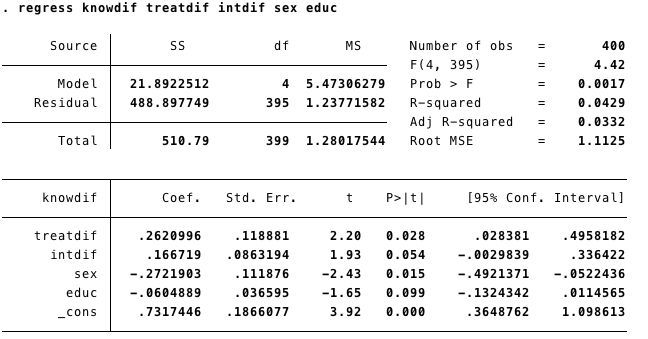 . regress knowdif treatdif intdif sex educ
Source SS df MS Number of obs = 400
F(4, 395) = 4.42
Model 21.8922512 4 5.47306279 Prob > F = 0.0017
Residual 488.897749 395 1.23771582 R-squared = 0.0429
Adj R-squared = 0.0332
Total 510.79 399 1.28017544 Root MSE = 1.1125
knowdif Coef. Std. Err. t P>|t| [95% Conf. Interval]
treatdif .2620996 .118881 2.20 0.028 .028381 .4958182
intdif .166719 .0863194 1.93 0.054 -.0029839 .336422
sex -.2721903 .111876 -2.43 0.015 -.4921371 -.0522436
educ -.0604889 .036595 -1.65 0.099 -.1324342 .0114565
_cons .7317446 .1866077 3.92 0.000 .3648762 1.098613